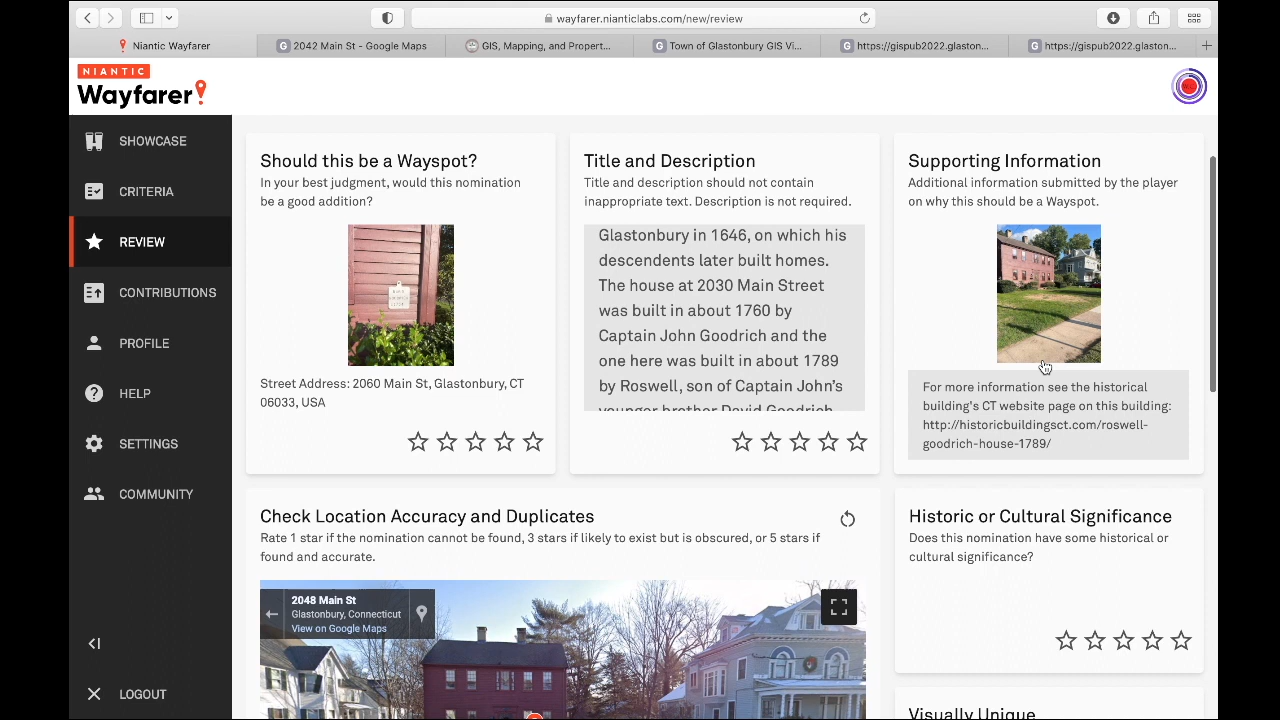 wayfarer.nianticlabs.com/new/review
Niantic Wayfarer
2042 Main St - Google Maps
GIS, Mapping, and Propert...
Town of Glastonbury GIS Vi...
https://gispub2022.glaston...
https://gispub2022.glaston...
NIANTIC
Wayfarer
SHOWCASE
CRITERIA
REVIEW
CONTRIBUTIONS
PROFILE
HELP
SETTINGS
COMMUNITY
LOGOUT
Should this be a Wayspot?
In your best judgment, would this nomination
be a good addition?
Street Address: 2060 Main St, Glastonbury, CT
06033, USA
Title and Description
Title and description should not contain
inappropriate text. Description is not required.
Glastonbury in 1646, on which his
descendents later built homes.
The house at 2030 Main Street
was built in about 1760 by
Captain John Goodrich and the
one here was built in about 1789
by Roswell, son of Captain John’s
younger brother David Goodrich
Supporting Information
Additional information submitted by the player
on why this should be a Wayspot.
For more information see the historical
building's CT website page on this building:
http://historicbuildingsct.com/roswell-
goodrich-house-1789/
Check Location Accuracy and Duplicates
Rate 1 star if the nomination cannot be found, 3 stars if likely to exist but is obscured, or 5 stars if
found and accurate.
2048 Main St
Glastonbury, Connecticut
View on Google Maps
Historic or Cultural Significance
Does this nomination have some historical or
cultural significance?
Visually Unique